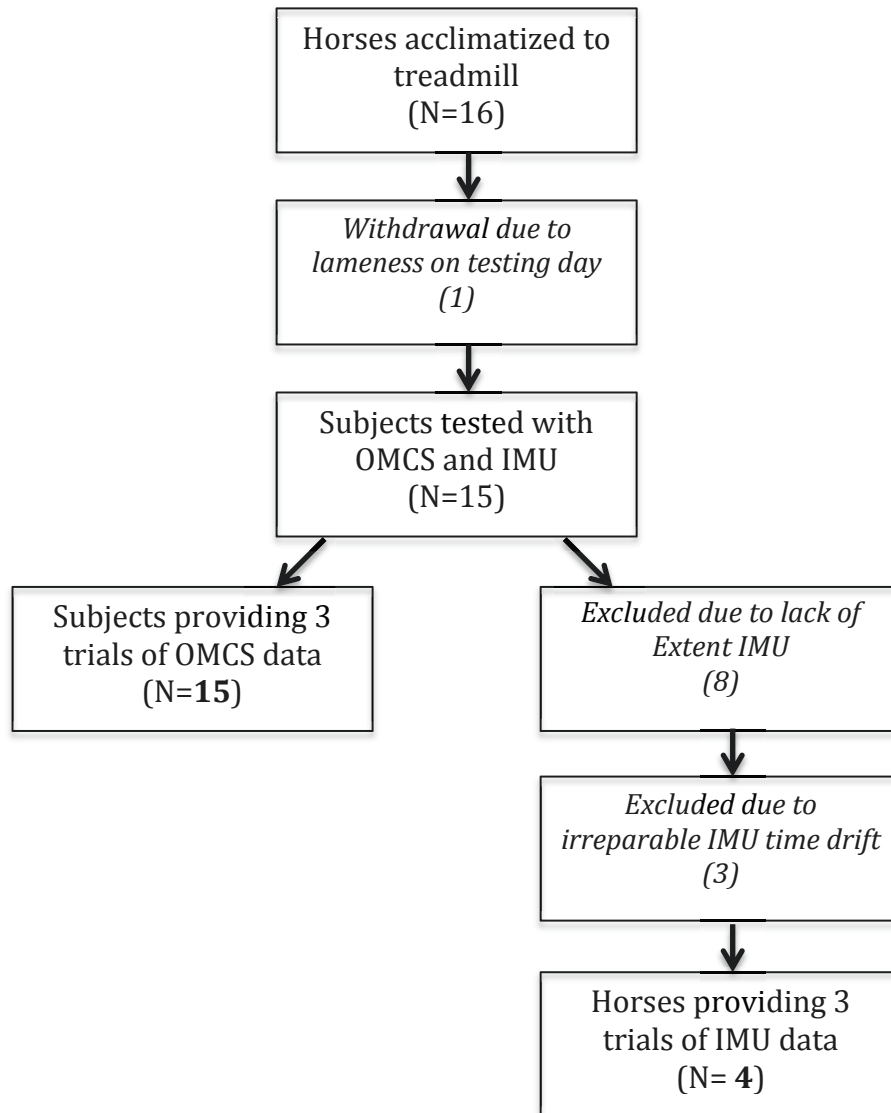 Horses acclimatized to
treadmill
(N=16)
Withdrawal due to
lameness on testing day
(1)
Subjects tested with
OMCS and IMU
(N=15)
Subjects providing 3
trials of OMCS data
(N=15)
Excluded due to lack of
Extent IMU
(8)
Excluded due to
irreparable IMU time drift
(3)
Horses providing 3
trials of IMU data
(N= 4)